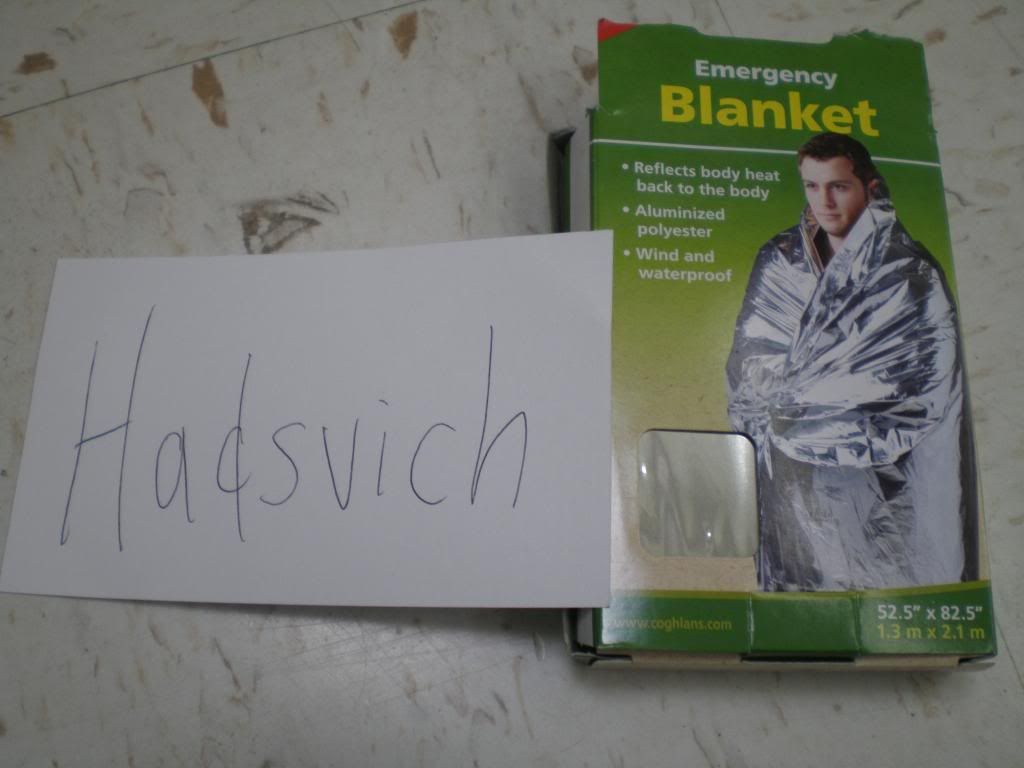 Hadsvich
Emergency
Blanket
• Reflects body heat
back to the body
• Aluminized
polyester
• Wind and
waterproof
www.coghlans.com
52.5" x 82.5"
1.3 m x 2.1 m